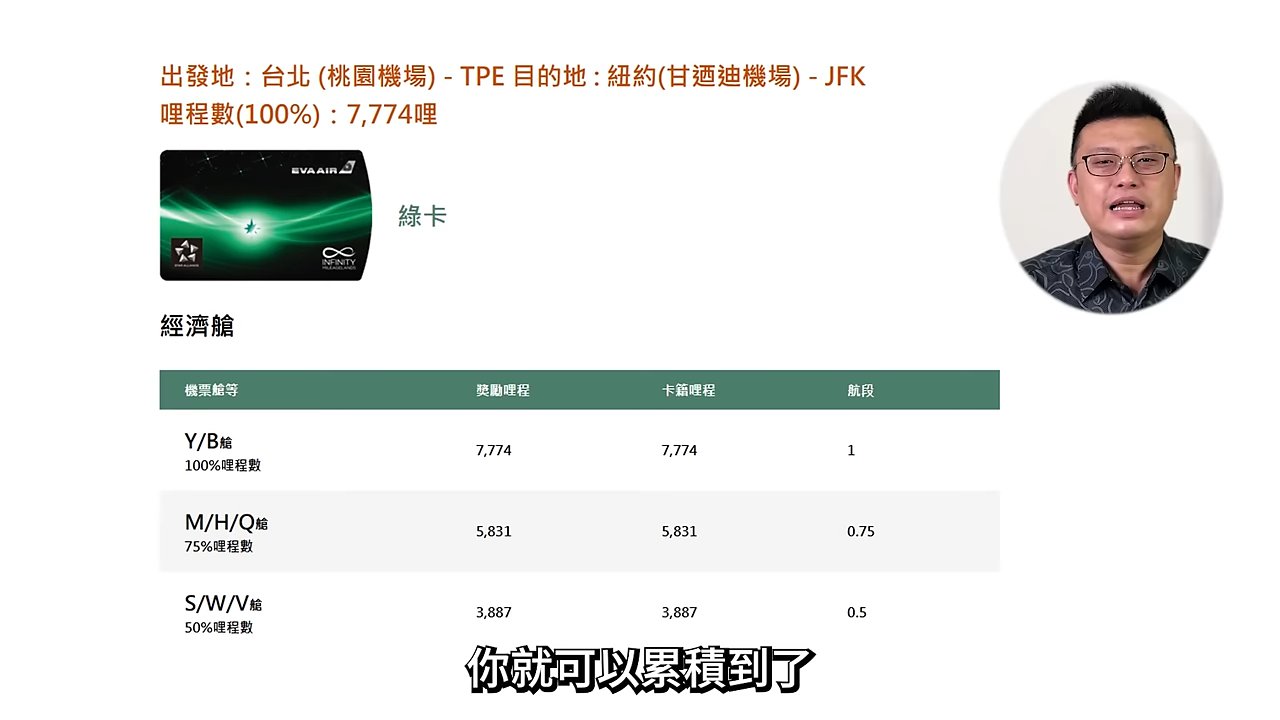 出發地：台北 (桃園機場) - TPE 目的地 : 紐約(甘迺迪機場) - JFK
哩程數(100%)：7,774哩
EVA AIR
綠卡
STAR ALLIANCE
INFINITY
MILEAGELANDS
經濟艙
機票艙等 獎勵哩程 卡籍哩程 航段
Y/B艙
100%哩程數 7,774 7,774 1
M/H/Q艙
75%哩程數 5,831 5,831 0.75
S/W/V艙
50%哩程數 3,887 3,887 0.5
你就可以累積到了